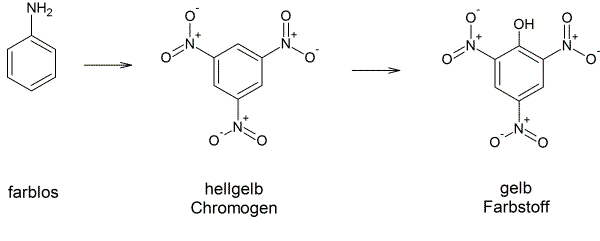 NH2
O
N+
O-
O-
N+
O
N+
O-
O
OH
O
N+
O-
O
N+
O-
N+
O-
O
farblos
hellgelb
Chromogen
gelb
Farbstoff